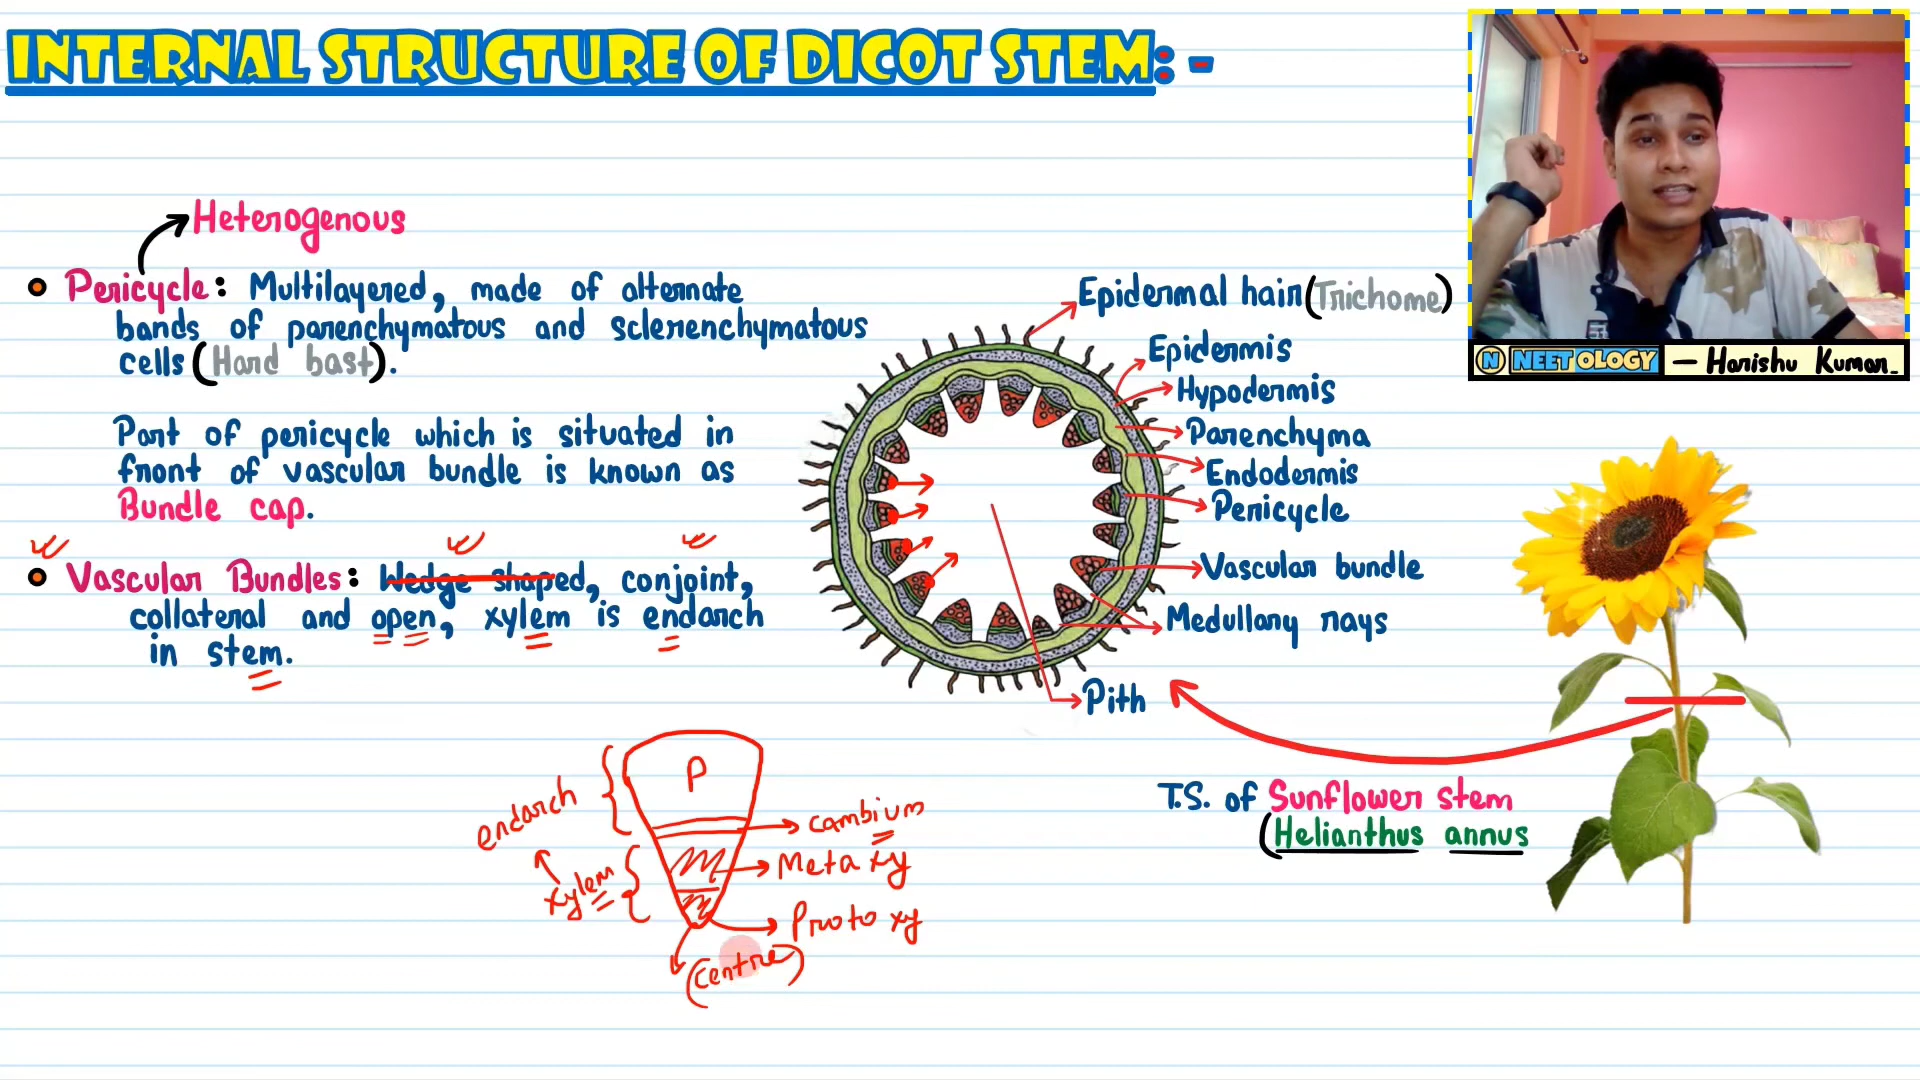 INTERNAL STRUCTURE OF DICOT STEM: -
Heterogenous
Pericycle: Multilayered, made of alternate
bands of parenchymatous and sclerenchymatous
cells (Hard bast).
Part of pericycle which is situated in
front of vascular bundle is known as
Bundle cap.
Vascular Bundles: Wedge shaped, conjoint,
collateral and open, xylem is endarch
in stem.
Epidermal hair (Trichome)
Epidermis
Hypodermis
Parenchyma
Endodermis
Pericycle
Vascular bundle
Medullary rays
Pith
N NEETOLOGY — Harishu Kumar
T.S. of Sunflower stem
(Helianthus annus
P
endarch
cambium
Meta xy
xylem
Proto xy
(centre)